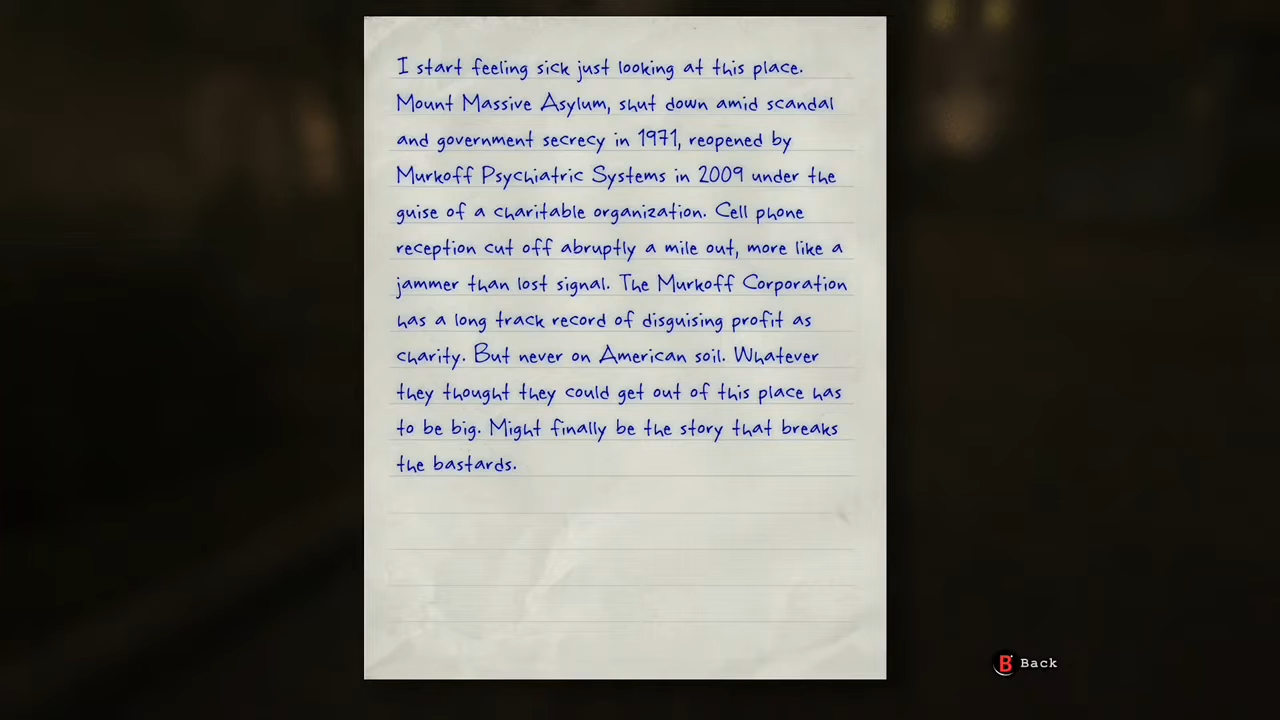 I start feeling sick just looking at this place.
Mount Massive Asylum, shut down amid scandal
and government secrecy in 1971, reopened by
Murkoff Psychiatric Systems in 2009 under the
guise of a charitable organization. Cell phone
reception cut off abruptly a mile out, more like a
jammer than lost signal. The Murkoff Corporation
has a long track record of disguising profit as
charity. But never on American soil. Whatever
they thought they could get out of this place has
to be big. Might finally be the story that breaks
the bastards.
B Back